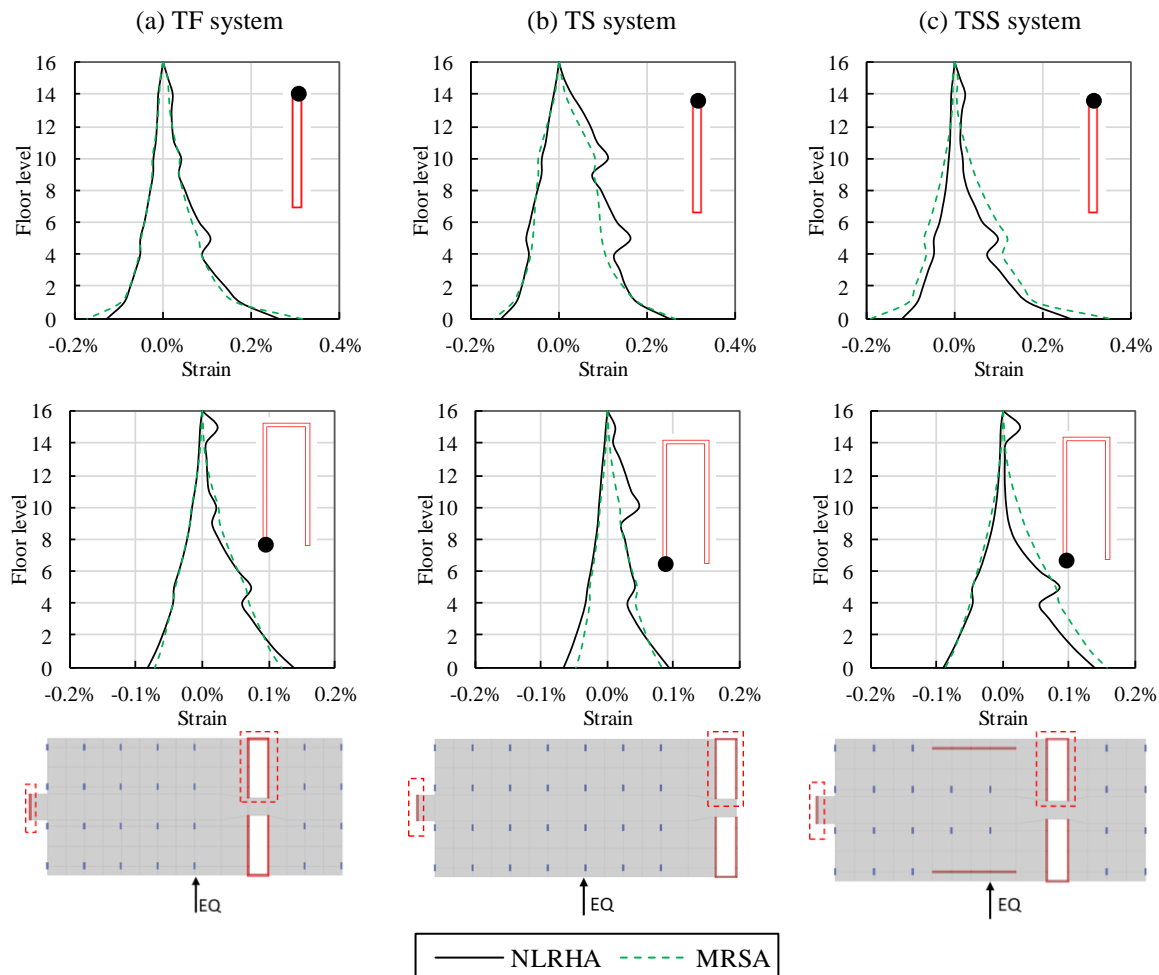 (a) TF system
(b) TS system
(c) TSS system
Floor level
16
14
12
10
8
6
4
2
0
-0.2% 0.0% 0.2% 0.4%
Strain
Floor level
16
14
12
10
8
6
4
2
0
-0.2% 0.0% 0.2% 0.4%
Strain
Floor level
16
14
12
10
8
6
4
2
0
-0.2% 0.0% 0.2% 0.4%
Strain
Floor level
16
14
12
10
8
6
4
2
0
-0.2% -0.1% 0.0% 0.1% 0.2%
Strain
Floor level
16
14
12
10
8
6
4
2
0
-0.2% -0.1% 0.0% 0.1% 0.2%
Strain
Floor level
16
14
12
10
8
6
4
2
0
-0.2% -0.1% 0.0% 0.1% 0.2%
Strain
EQ
EQ
EQ
NLRHA MRSA